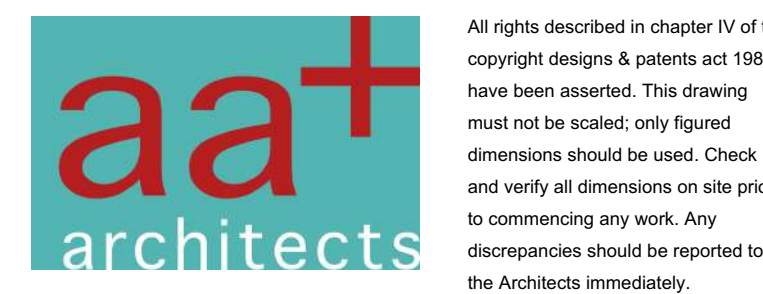 aa+
architects
All rights described in chapter IV of
copyright designs & patents act 198
have been asserted. This drawing
must not be scaled; only figured
dimensions should be used. Check
and verify all dimensions on site
to commencing any work. Any
discrepancies should be reported to
the Architects immediately.